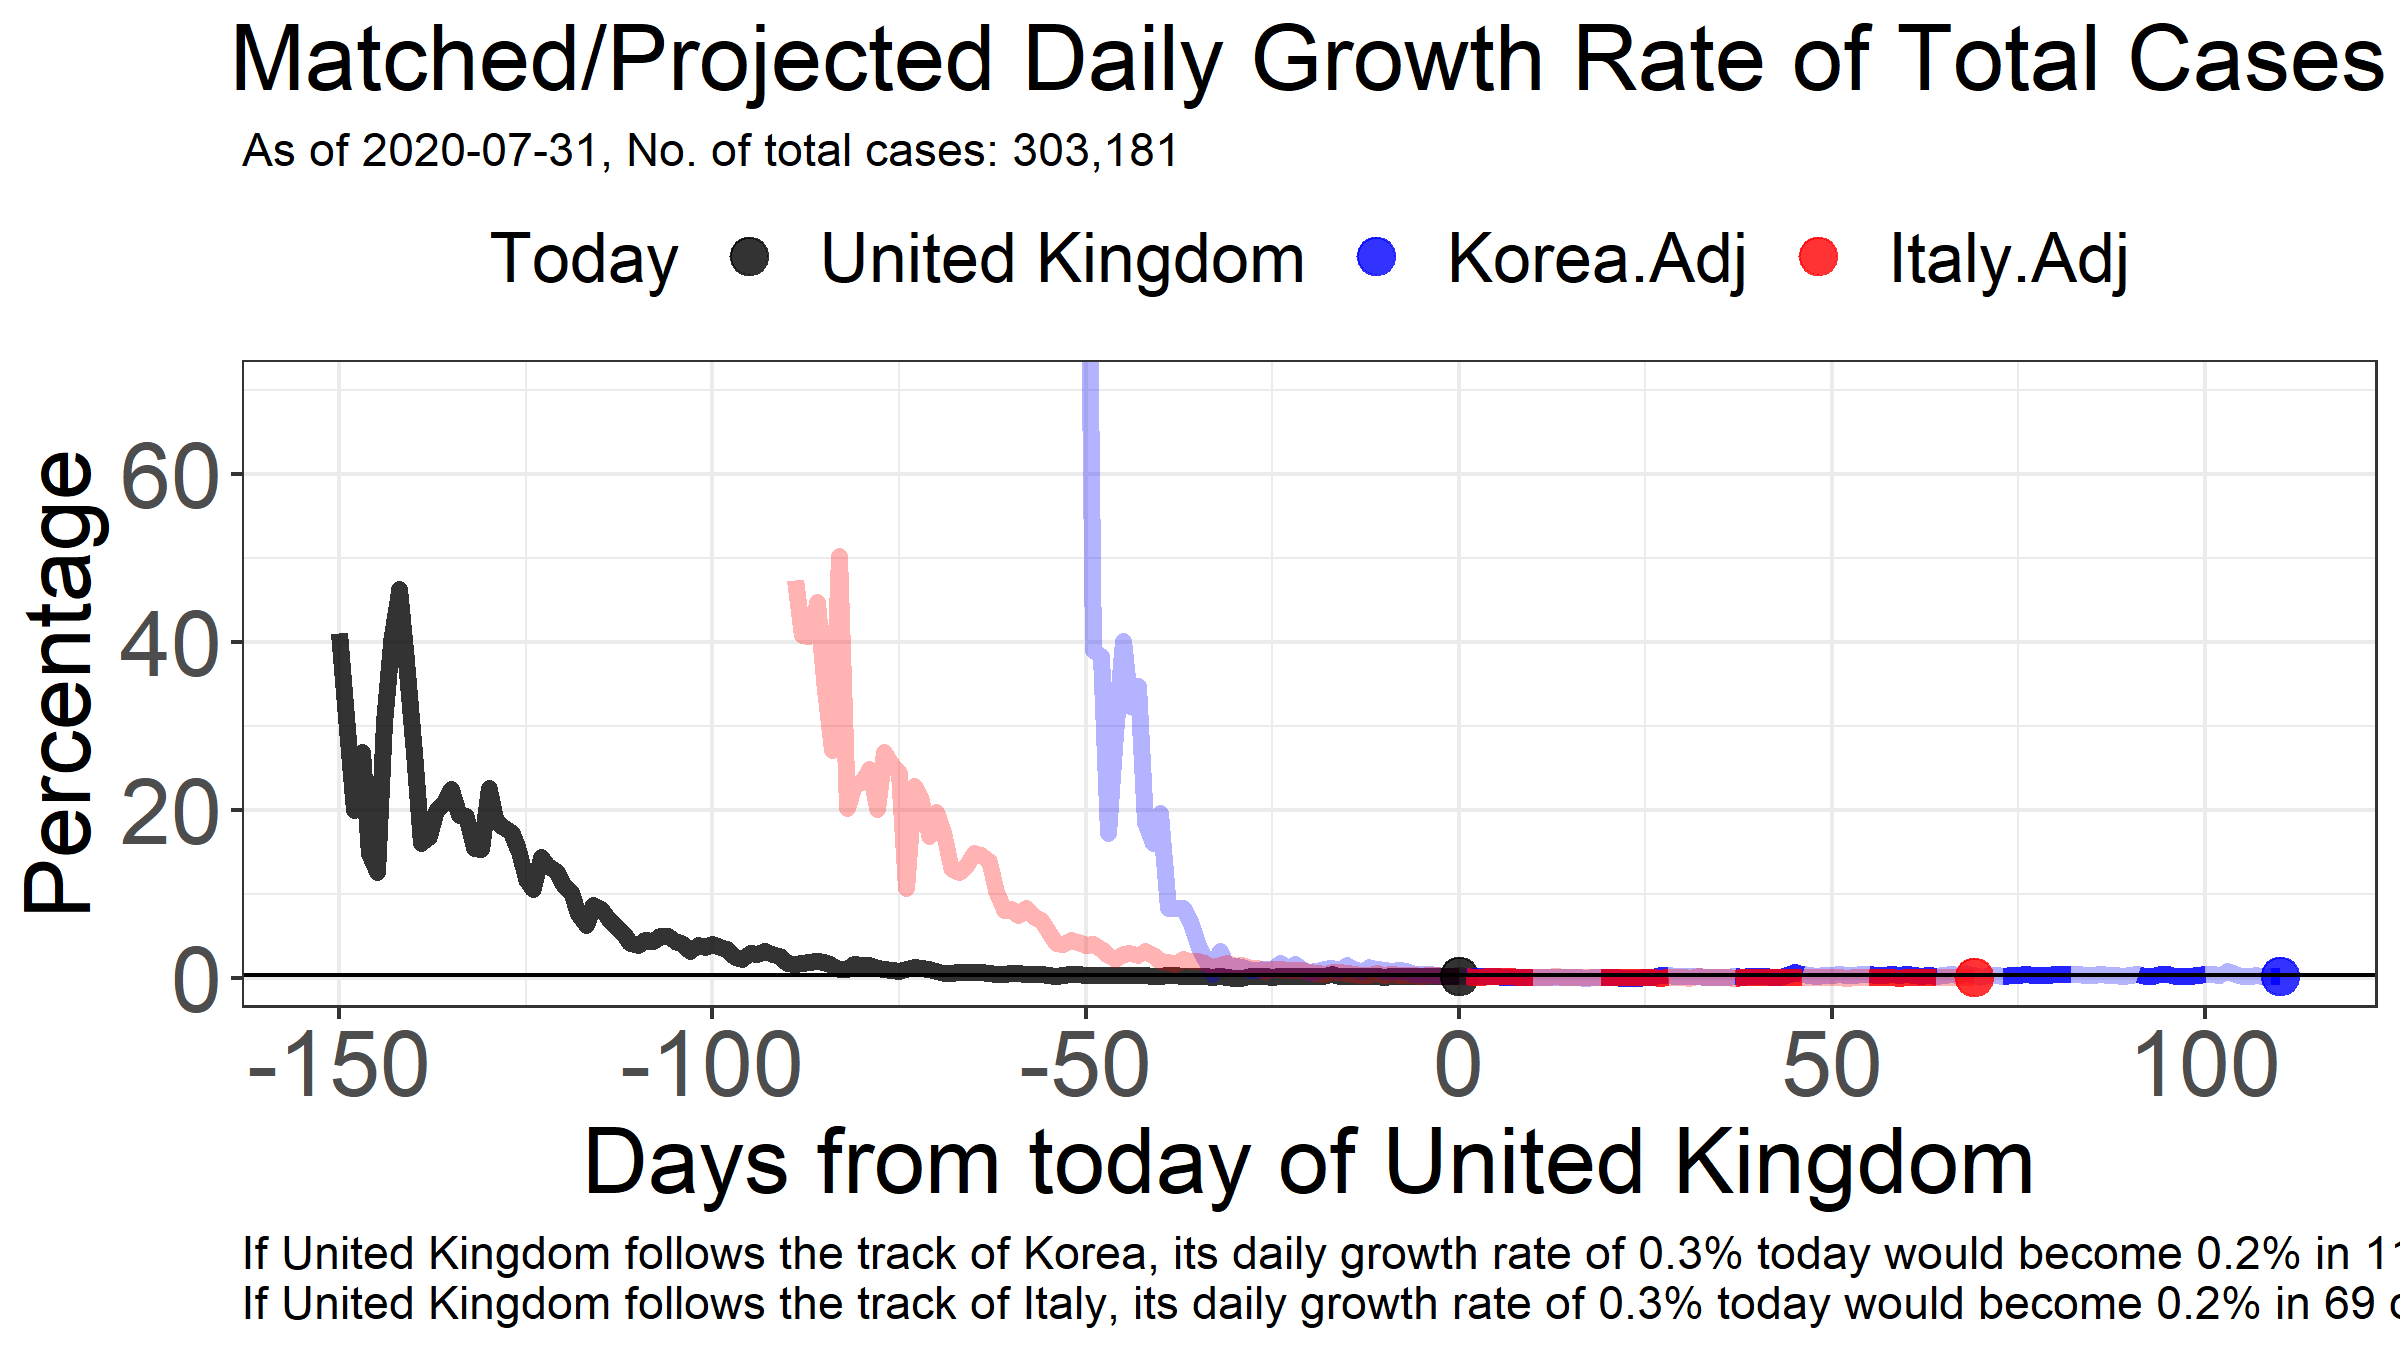 Matched/Projected Daily Growth Rate of Total Cases
As of 2020-07-31, No. of total cases: 303,181
Today United Kingdom Korea.Adj Italy.Adj
Percentage
60
40
20
0
-150 -100 -50 0 50 100
Days from today of United Kingdom
If United Kingdom follows the track of Korea, its daily growth rate of 0.3% today would become 0.2% in
If United Kingdom follows the track of Italy, its daily growth rate of 0.3% today would become 0.2% in 69